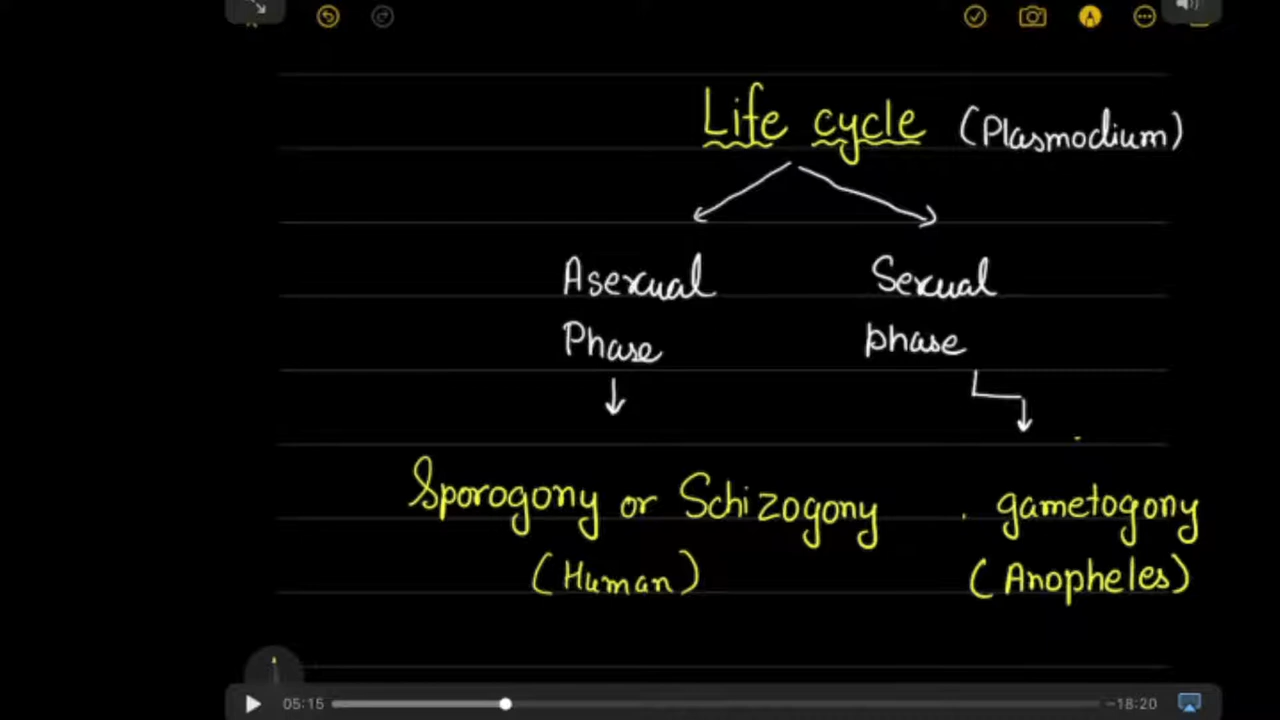 Life cycle (Plasmodium)
Asexual Phase
Sexual phase
Sporogony or Schizogony (Human)
gametogony (Anopheles)
05:15
-18:20